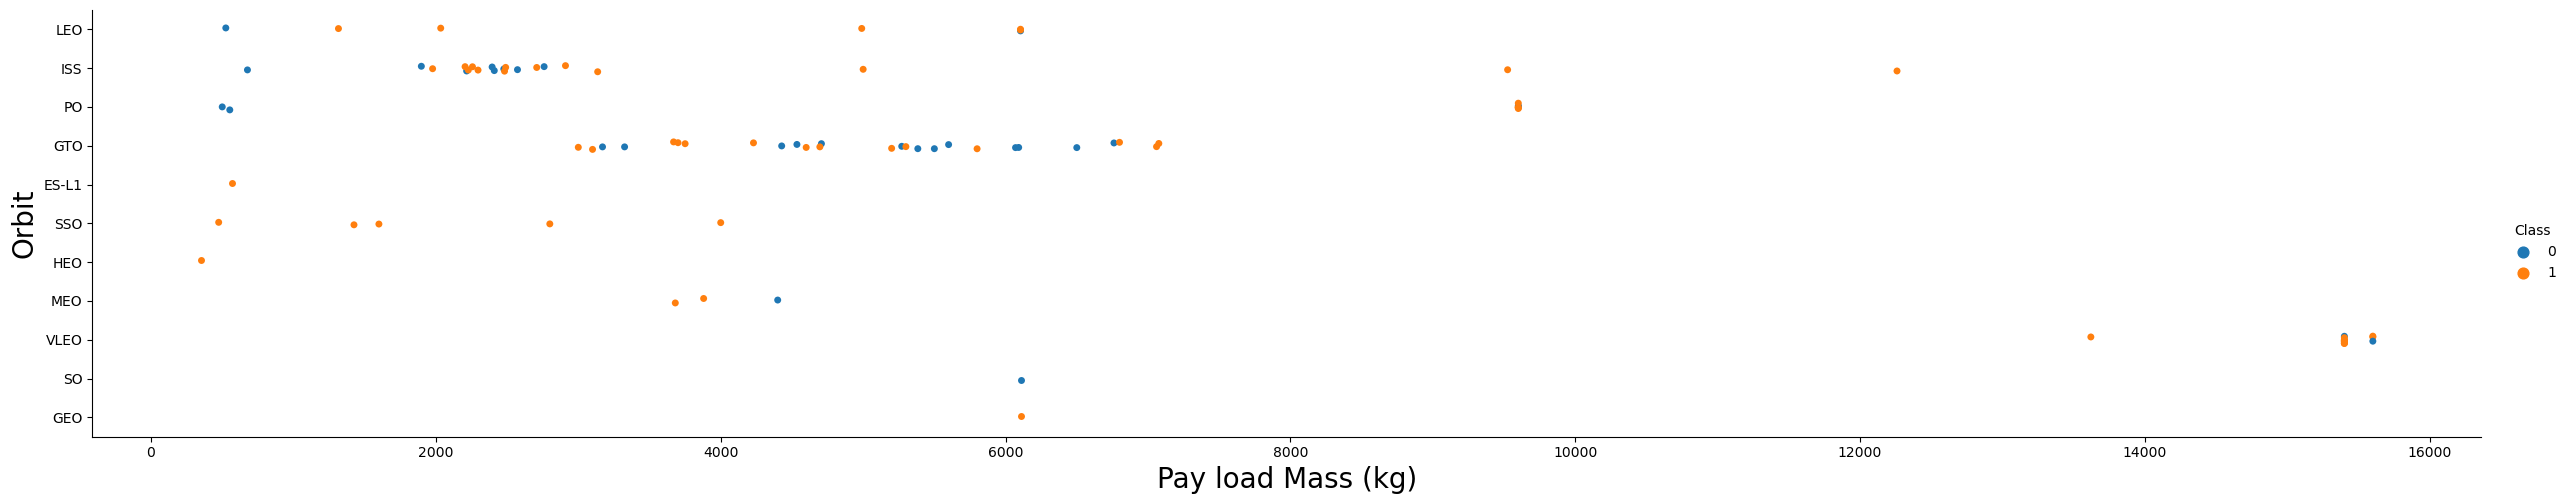 LEO
ISS
PO
GTO
ES-L1
SSO
HEO
MEO
VLEO
SO
GEO
Orbit
0 2000 4000 6000 8000 10000 12000 14000 16000
Pay load Mass (kg)
Class
0
1